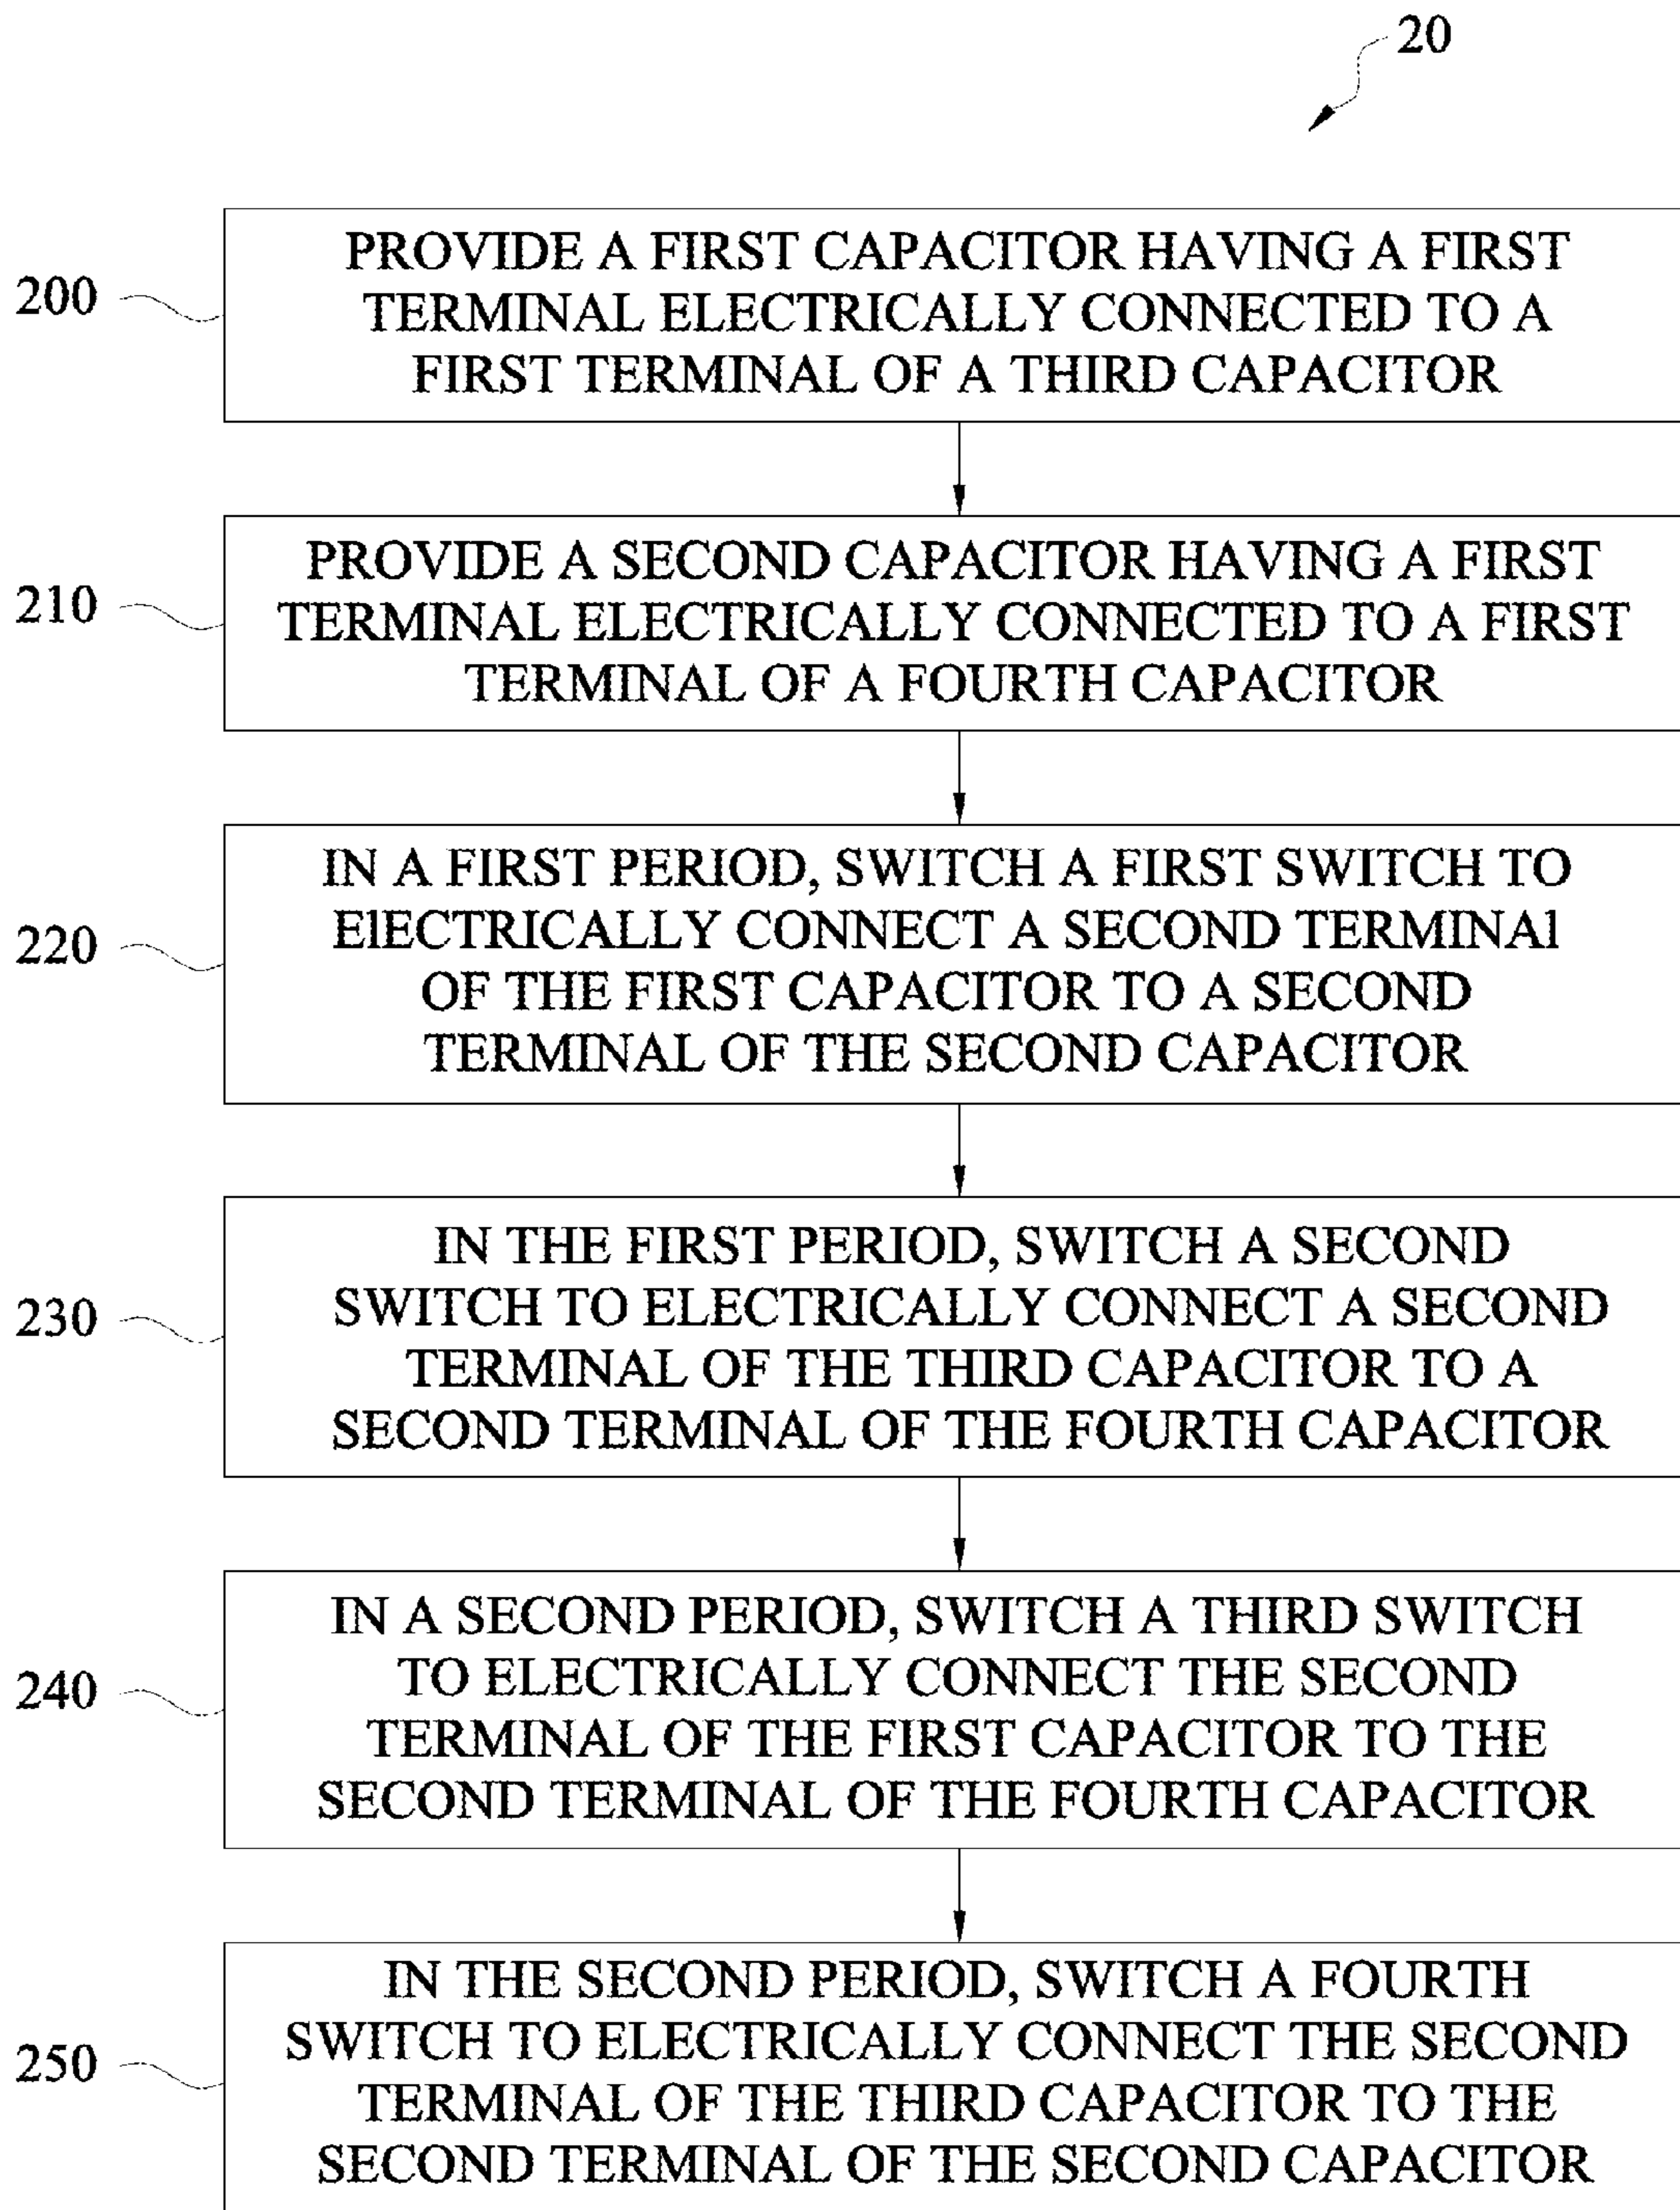 20
200
PROVIDE A FIRST CAPACITOR HAVING A FIRST
TERMINAL ELECTRICALLY CONNECTED TO A
FIRST TERMINAL OF A THIRD CAPACITOR
210
PROVIDE A SECOND CAPACITOR HAVING A FIRST
TERMINAL ELECTRICALLY CONNECTED TO A FIRST
TERMINAL OF A FOURTH CAPACITOR
220
IN A FIRST PERIOD, SWITCH A FIRST SWITCH TO
ElECTRICALLY CONNECT A SECOND TERMINAl
OF THE FIRST CAPACITOR TO A SECOND
TERMINAL OF THE SECOND CAPACITOR
230
IN THE FIRST PERIOD, SWITCH A SECOND
SWITCH TO ELECTRICALLY CONNECT A SECOND
TERMINAL OF THE THIRD CAPACITOR TO A
SECOND TERMINAL OF THE FOURTH CAPACITOR
240
IN A SECOND PERIOD, SWITCH A THIRD SWITCH
TO ELECTRICALLY CONNECT THE SECOND
TERMINAL OF THE FIRST CAPACITOR TO THE
SECOND TERMINAL OF THE FOURTH CAPACITOR
250
IN THE SECOND PERIOD, SWITCH A FOURTH
SWITCH TO ELECTRICALLY CONNECT THE SECOND
TERMINAL OF THE THIRD CAPACITOR TO THE
SECOND TERMINAL OF THE SECOND CAPACITOR